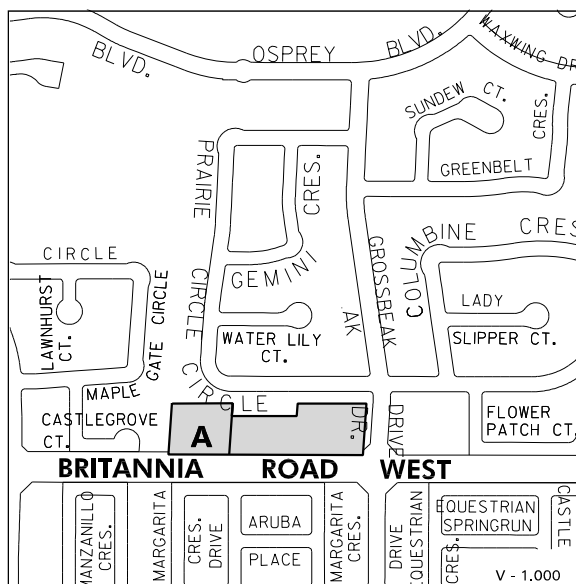 OSPREY BLVD.
BLVD.
WAXWING DR
SUNDEW CT.
CRES.
GREENBELT
PRAIRIE CIRCLE
CRES.
GEMINI
GROSSBEAK
COLUMBINE CRES
CIRCLE
LAWNHURST
CT.
GATE CIRCLE
MAPLE
WATER LILY
CT.
AK
LADY
SLIPPER CT.
CIRCLE
CASTLEGROVE
CT.
A
DR.
DRIVE
FLOWER
PATCH CT.
BRITANNIA ROAD WEST
MANZANILLO
CRES.
MARGARITA
CRES.
DRIVE
ARUBA
PLACE
MARGARITA
CRES.
DRIVE
EQUESTRIAN
EQUESTRIAN
SPRINGRUN
CRES.
CASTLE
V - 1.000